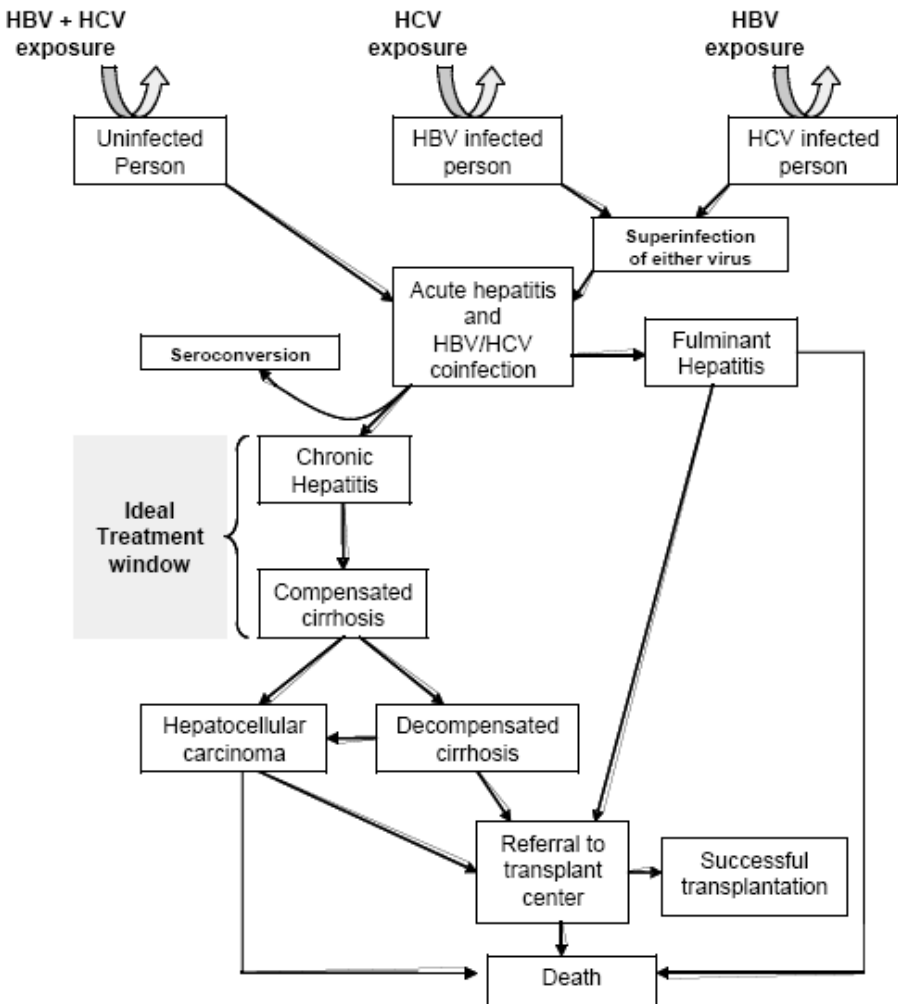 HBV + HCV
exposure
HCV
exposure
HBV
exposure
Uninfected
Person
HBV infected
person
HCV infected
person
Superinfection
of either virus
Acute hepatitis
and
HBV/HCV
coinfection
Seroconversion
Fulminant
Hepatitis
Chronic
Hepatitis
Ideal
Treatment
window
Compensated
cirrhosis
Hepatocellular
carcinoma
Decompensated
cirrhosis
Referral to
transplant
center
Successful
transplantation
Death